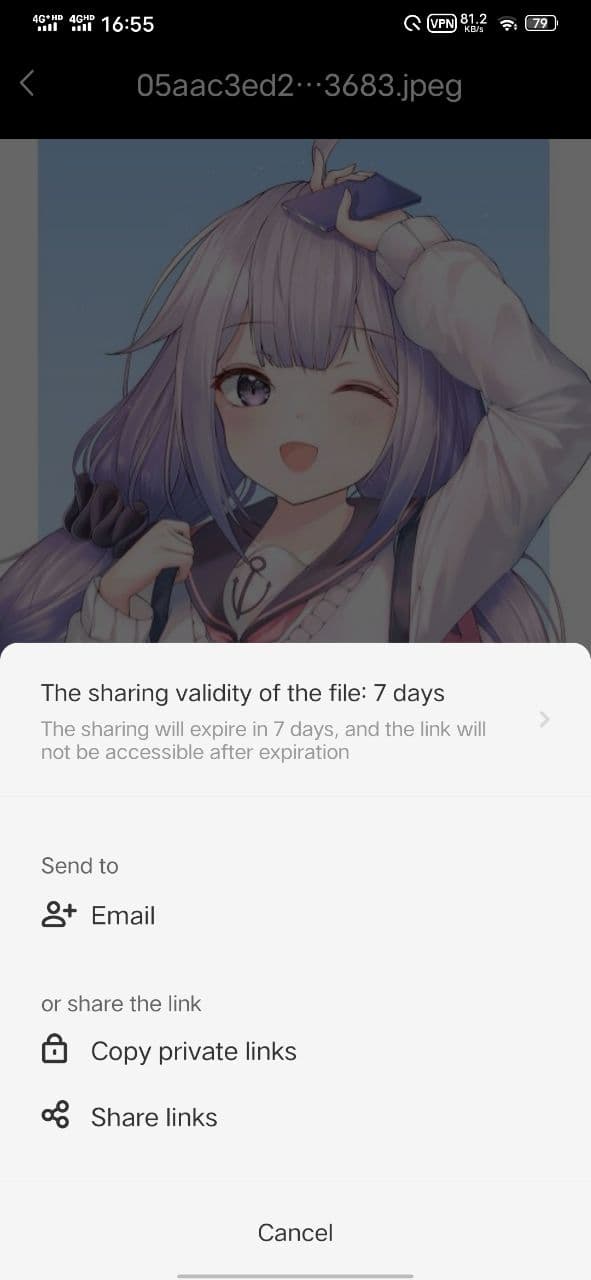 4G+HD 4GHD 16:55 VPN 81.2 KB/s 79
05aac3ed2···3683.jpeg
The sharing validity of the file: 7 days
The sharing will expire in 7 days, and the link will
not be accessible after expiration
Send to
Email
or share the link
Copy private links
Share links
Cancel